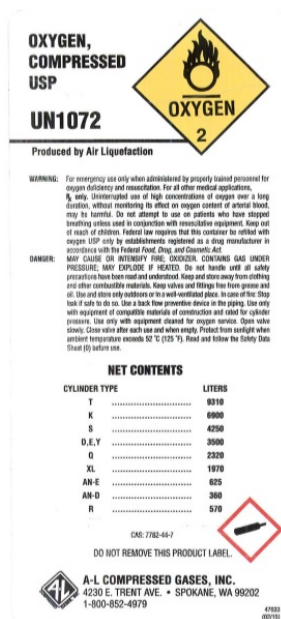 OXYGEN,
COMPRESSED
USP
UN1072
OXYGEN
2
Produced by Air Liquefaction
WARNING: For emergency use only when administered by properly trained personnel for
oxygen deficiency and resuscitation. For all other medical applications,
Rx only. Uninterrupted use of high concentrations of oxygen over a long
duration, without monitoring its effect on oxygen content of arterial blood,
may be harmful. Do not attempt to use on patients who have stopped
breathing unless used in conjunction with resuscitative equipment. Keep out
of reach of children. Federal law requires that this container be refilled with
oxygen USP only by establishments registered as a drug manufacturer in
accordance with the Federal Food, Drug, and Cosmetic Act.
DANGER: MAY CAUSE OR INTENSIFY FIRE; OXIDIZER. CONTAINS GAS UNDER
PRESSURE; MAY EXPLODE IF HEATED. Do not handle until all safety
precautions have been read and understood. Keep and store away from clothing
and other combustible materials. Keep valves and fittings free from grease and
oil. Use and store only outdoors or in a well-ventilated place. In case of fire: Stop
leak if safe to do so. Use a back flow preventive device in the piping. Use only
with equipment of compatible materials of construction and rated for cylinder
pressure. Use only with equipment cleaned for oxygen service. Open valve
slowly. Close valve after each use and when empty. Protect from sunlight when
ambient temperature exceeds 52 °C (125 °F). Read and follow the Safety Data
Sheet (0) before use.
NET CONTENTS
CYLINDER TYPE LITERS
T .................... 9310
K .................... 6900
S .................... 4250
D,E,Y .................... 3500
Q .................... 2320
XL .................... 1970
AN-E .................... 625
AN-D .................... 360
R .................... 570
CAS: 7782-44-7
DO NOT REMOVE THIS PRODUCT LABEL.
A-L
A-L COMPRESSED GASES, INC.
4230 E. TRENT AVE. • SPOKANE, WA 99202
1-800-852-4979